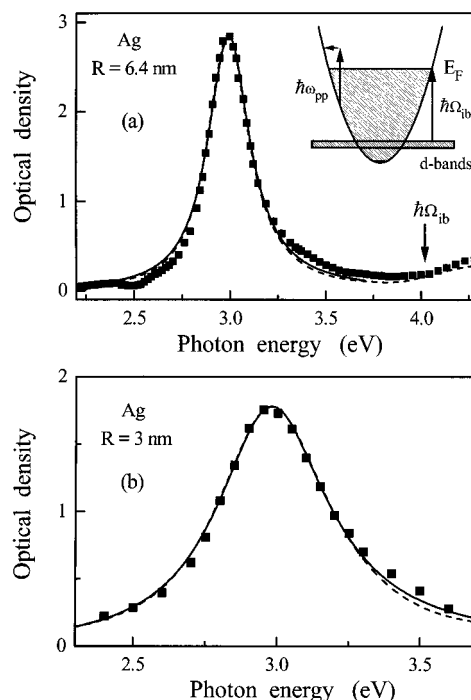 3
2
1
0
Optical density
Ag
R = 6.4 nm
(a)
E_F
ħω_pp
ħΩ_ib
d-bands
ħΩ_ib
2.5 3.0 3.5 4.0
Photon energy (eV)
2
1
0
Optical density
Ag
R = 3 nm
(b)
2.5 3.0 3.5
Photon energy (eV)